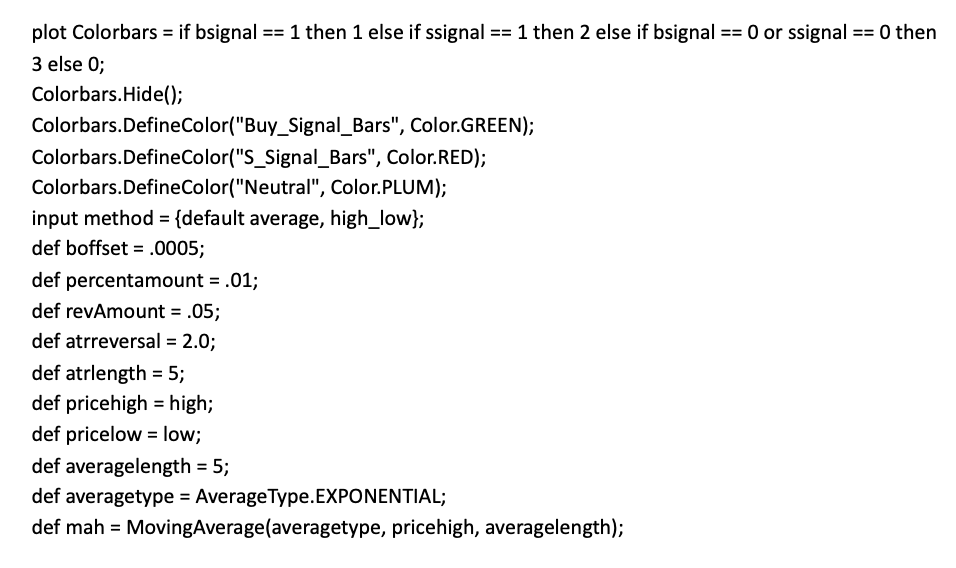 plot Colorbars = if bsignal == 1 then 1 else if ssignal == 1 then 2 else if bsignal == 0 or ssignal == 0 then
3 else 0;
Colorbars.Hide();
Colorbars.DefineColor("Buy_Signal_Bars", Color.GREEN);
Colorbars.DefineColor("S_Signal_Bars", Color.RED);
Colorbars.DefineColor("Neutral", Color.PLUM);
input method = {default average, high_low};
def boffset = .0005;
def percentamount = .01;
def revAmount = .05;
def atrreversal = 2.0;
def atrlength = 5;
def pricehigh = high;
def pricelow = low;
def averagelength = 5;
def averagetype = AverageType.EXPONENTIAL;
def mah = MovingAverage(averagetype, pricehigh, averagelength);